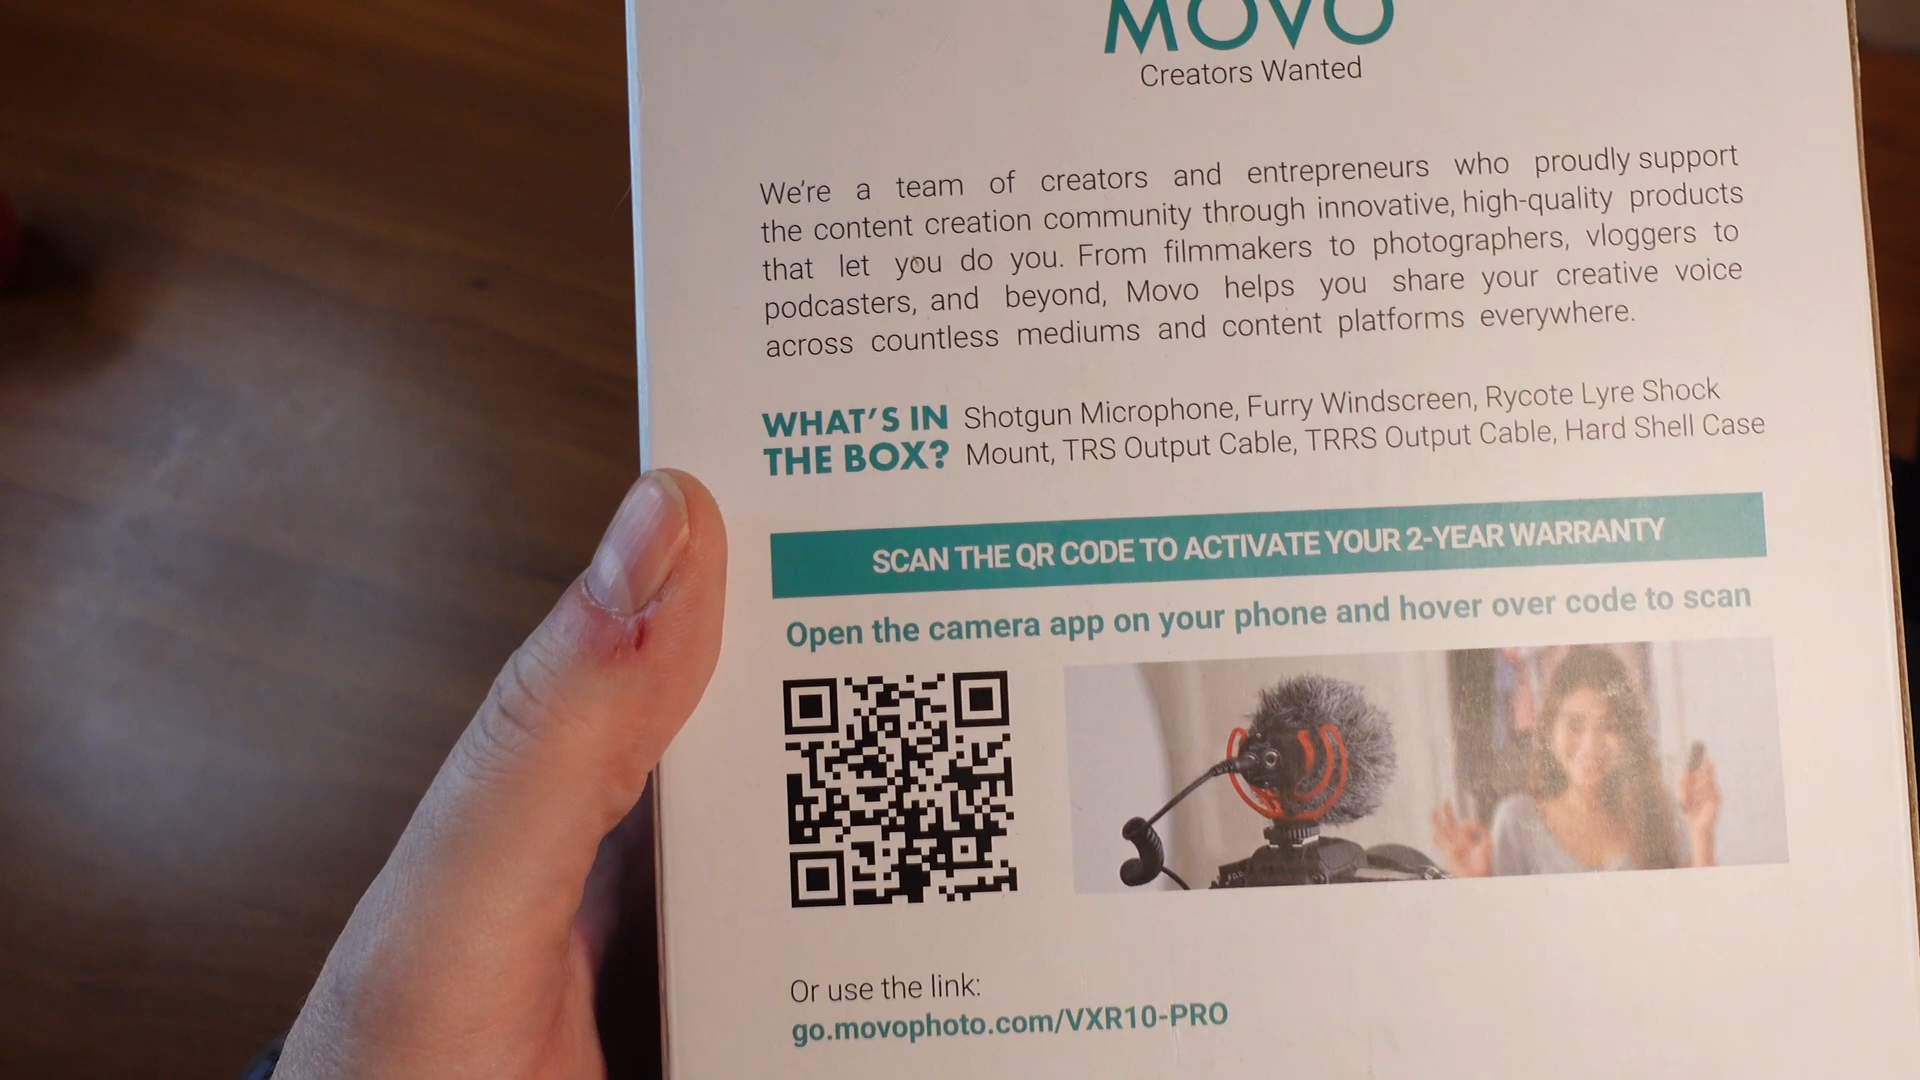 MOVO
Creators Wanted
We're a team of creators and entrepreneurs who proudly support
the content creation community through innovative, high-quality products
that let you do you. From filmmakers to photographers, vloggers to
podcasters, and beyond, Movo helps you share your creative voice
across countless mediums and content platforms everywhere.
WHAT'S IN
THE BOX?
Shotgun Microphone, Furry Windscreen, Rycote Lyre Shock
Mount, TRS Output Cable, TRRS Output Cable, Hard Shell Case
SCAN THE QR CODE TO ACTIVATE YOUR 2-YEAR WARRANTY
Open the camera app on your phone and hover over code to scan
Or use the link:
go.movophoto.com/VXR10-PRO